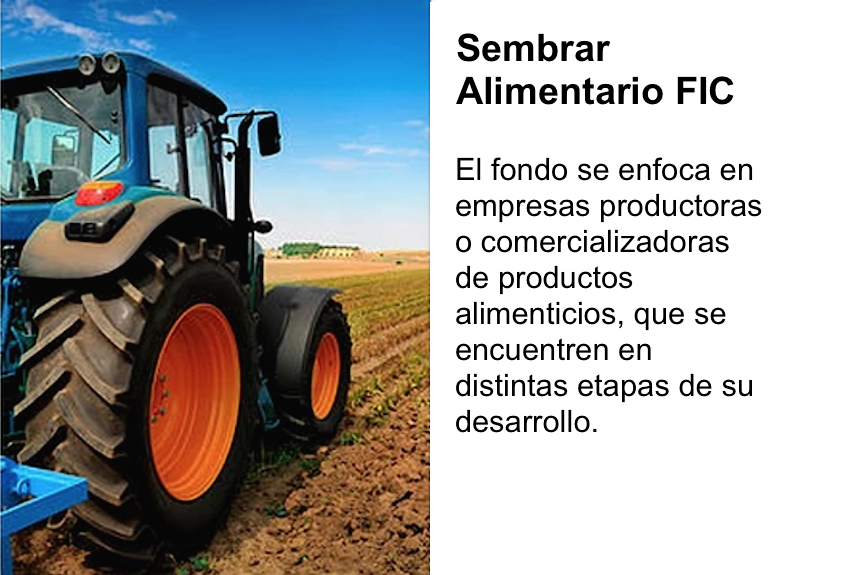 Sembrar
Alimentario FIC
El fondo se enfoca en
empresas productoras
o comercializadoras
de productos
alimenticios, que se
encuentren en
distintas etapas de su
desarrollo.